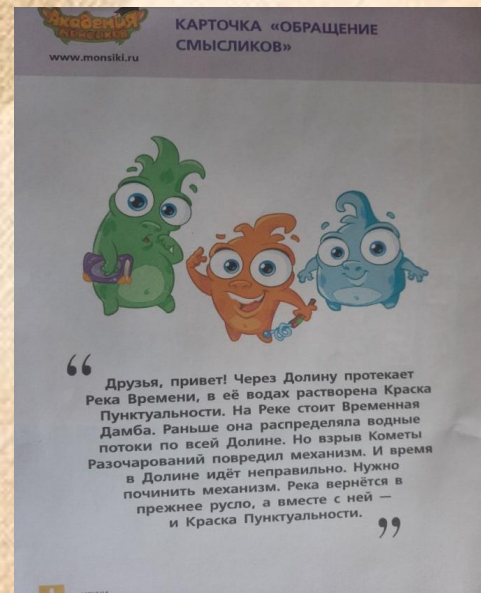 Академия
www.monsiki.ru
КАРТОЧКА «ОБРАЩЕНИЕ
СМЫСЛИКОВ»
“ Друзья, привет! Через Долину протекает
Река Времени, в её водах растворена Краска
Пунктуальности. На Реке стоит Временная
Дамба. Раньше она распределяла водные
потоки по всей Долине. Но взрыв Кометы
Разочарований повредил механизм. И время
в Долине идёт неправильно. Нужно
починить механизм. Река вернётся в
прежнее русло, а вместе с ней —
и Краска Пунктуальности. ”